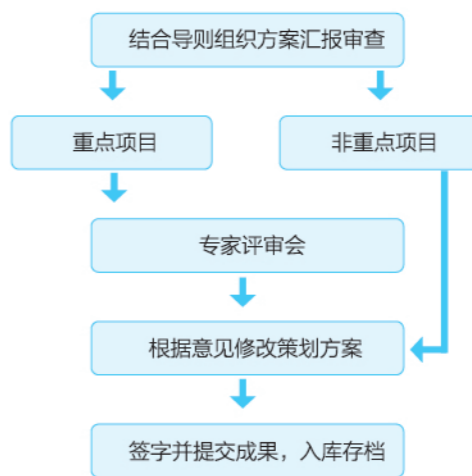 结合导则组织方案汇报审查
重点项目
非重点项目
专家评审会
根据意见修改策划方案
签字并提交成果，入库存档